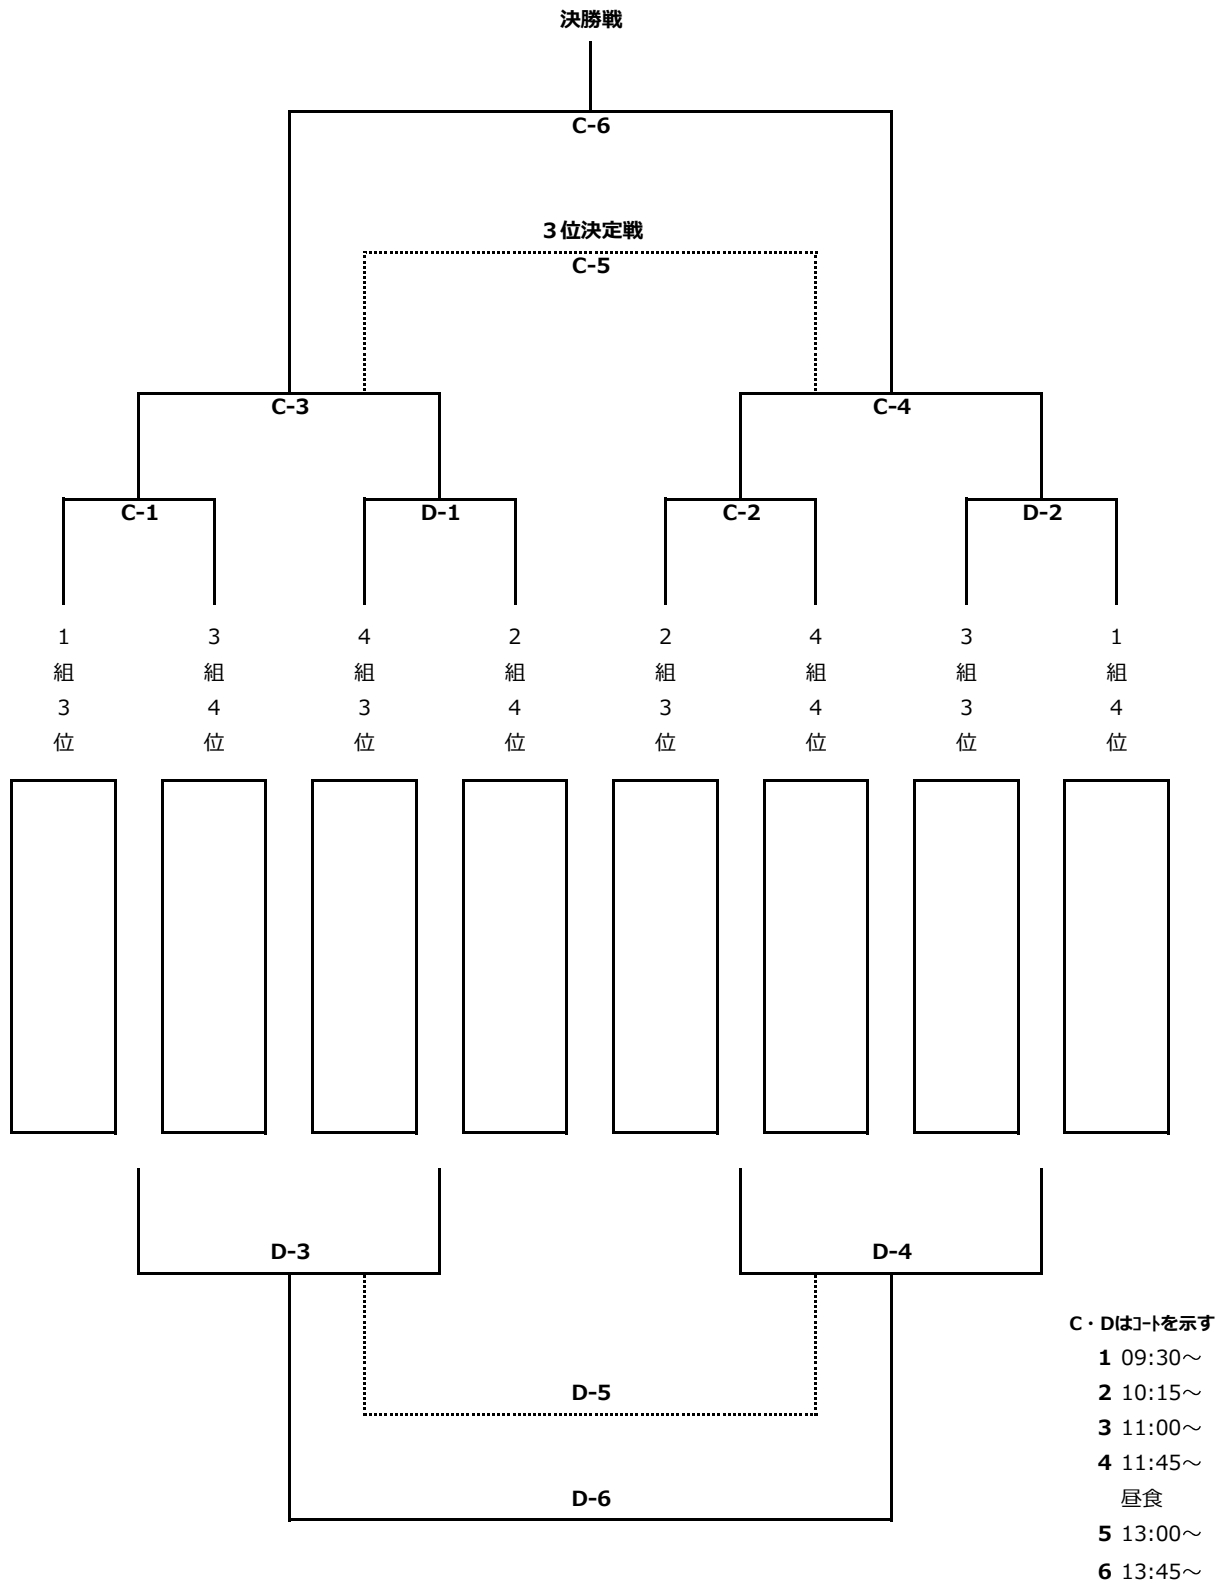 決勝戦
C-6
３位決定戦
C-5
C-3
C-4
C-1
D-1
C-2
D-2
1組3位
3組4位
4組3位
2組4位
2組3位
4組4位
3組3位
1組4位
D-3
D-4
D-5
D-6
C・Dはｺｰﾄを示す
1 09:30～
2 10:15～
3 11:00～
4 11:45～
昼食
5 13:00～
6 13:45～